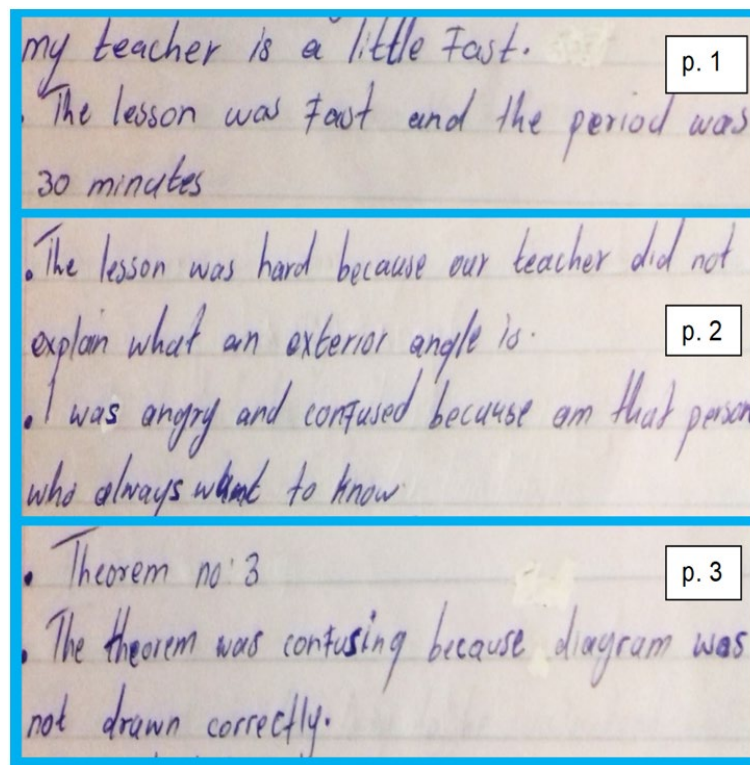 my teacher is a little Fast.
p. 1
. The lesson was Fast and the period was
30 minutes
. The lesson was hard because our teacher did not
explain what an exterior angle is.
p. 2
. I was angry and confused because am that person
who always want to know
. Theorem no: 3
p. 3
. The theorem was confusing because diagram was
not drawn correctly.